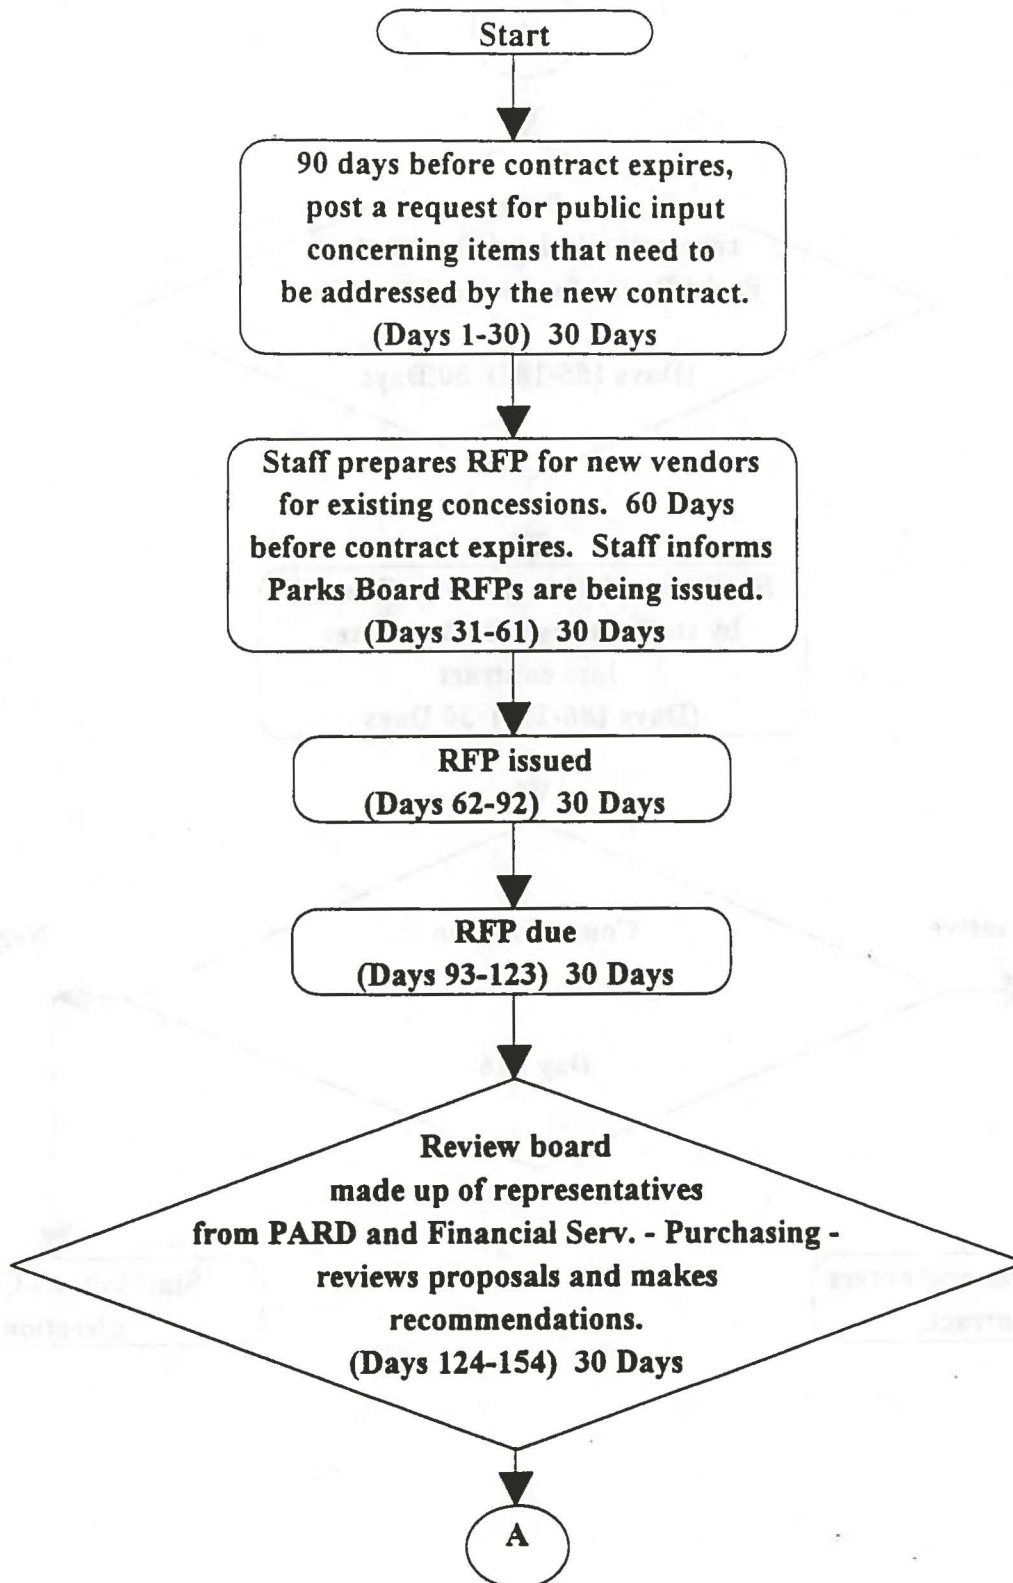 Start
90 days before contract expires,
post a request for public input
concerning items that need to
be addressed by the new contract.
(Days 1-30) 30 Days
Staff prepares RFP for new vendors
for existing concessions. 60 Days
before contract expires. Staff informs
Parks Board RFPs are being issued.
(Days 31-61) 30 Days
RFP issued
(Days 62-92) 30 Days
RFP due
(Days 93-123) 30 Days
Review board
made up of representatives
from PARD and Financial Serv. - Purchasing -
reviews proposals and makes
recommendations.
(Days 124-154) 30 Days
A